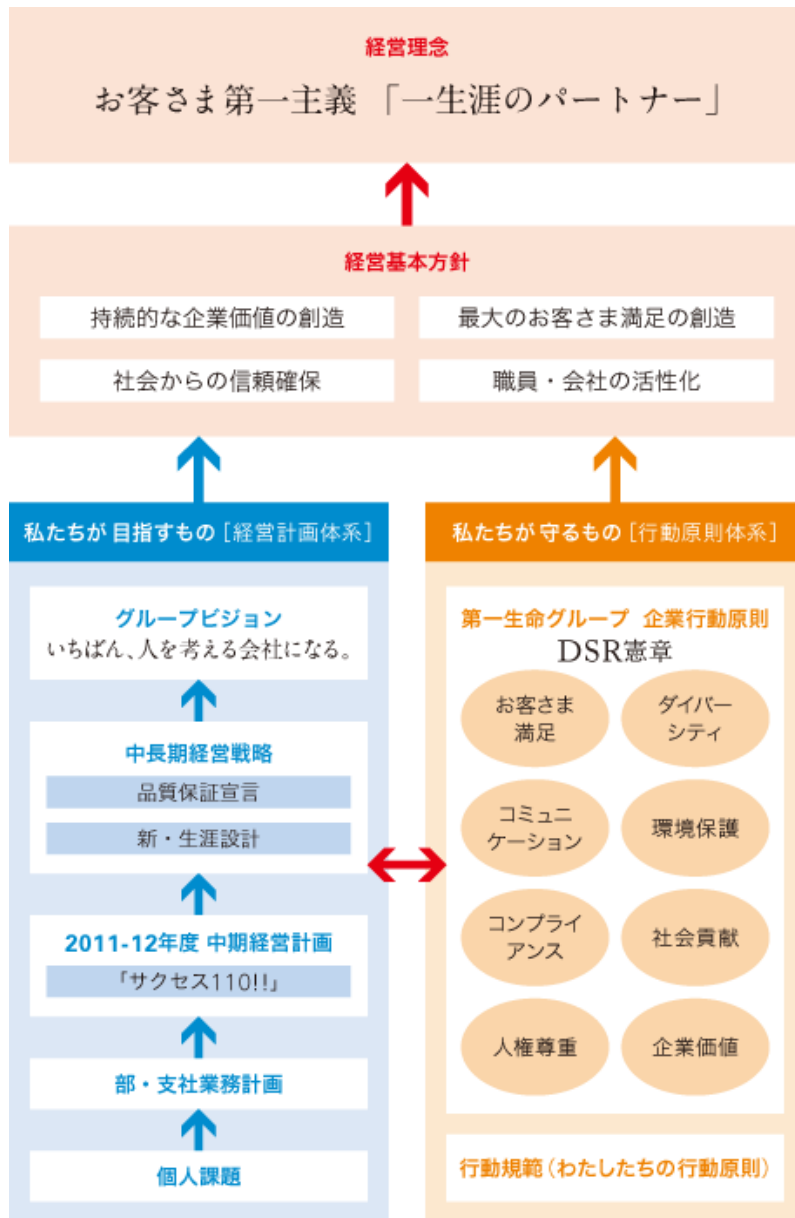 経営理念
お客さま第一主義 「一生涯のパートナー」
経営基本方針
持続的な企業価値の創造
最大のお客さま満足の創造
社会からの信頼確保
職員・会社の活性化
私たちが 目指すもの [経営計画体系]
グループビジョン
いちばん、人を考える会社になる。
中長期経営戦略
品質保証宣言
新・生涯設計
2011-12年度 中期経営計画
「サクセス110!!」
部・支社業務計画
個人課題
私たちが 守るもの [行動原則体系]
第一生命グループ 企業行動原則
DSR憲章
お客さま
満足
ダイバー
シティ
コミュニ
ケーション
環境保護
コンプライ
アンス
社会貢献
人権尊重
企業価値
行動規範(わたしたちの行動原則)